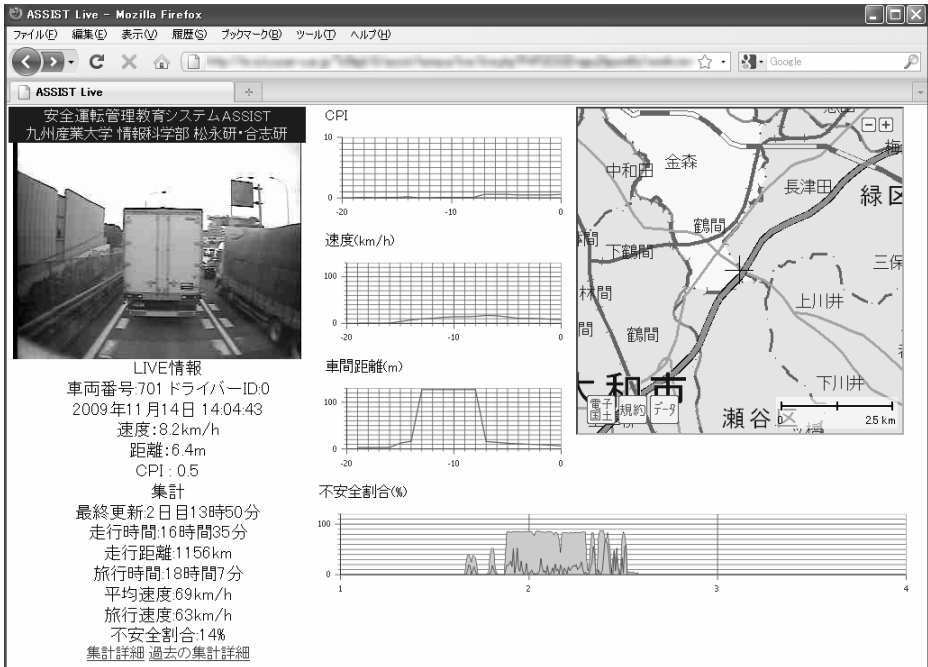 ASSIST Live - Mozilla Firefox
ファイル(F) 編集(E) 表示(V) 履歴(S) ブックマーク(B) ツール(T) ヘルプ(H)
Google
ASSIST Live
安全運転管理教育システムASSIST
九州産業大学 情報科学部 松永研・合志研
LIVE情報
車両番号:701 ドライバーID:0
2009年11月14日 14:04:43
速度:8.2km/h
距離:6.4m
CPI : 0.5
集計
最終更新:2日目13時50分
走行時間:16時間35分
走行距離:1156km
旅行時間:18時間7分
平均速度:69km/h
旅行速度:63km/h
不安全割合:14%
集計詳細 過去の集計詳細
CPI
10
0
-20 -10 0
速度(km/h)
100
0
-20 -10 0
車間距離(m)
100
0
-20 -10 0
不安全割合(%)
100
0
1 2 3 4
中和田
金森
長津田
緑区
鶴間
下鶴間
三保
林間
上川井
鶴間
大和市
下川井
電子国土
規約
データ
瀬谷区
0 2.5 km